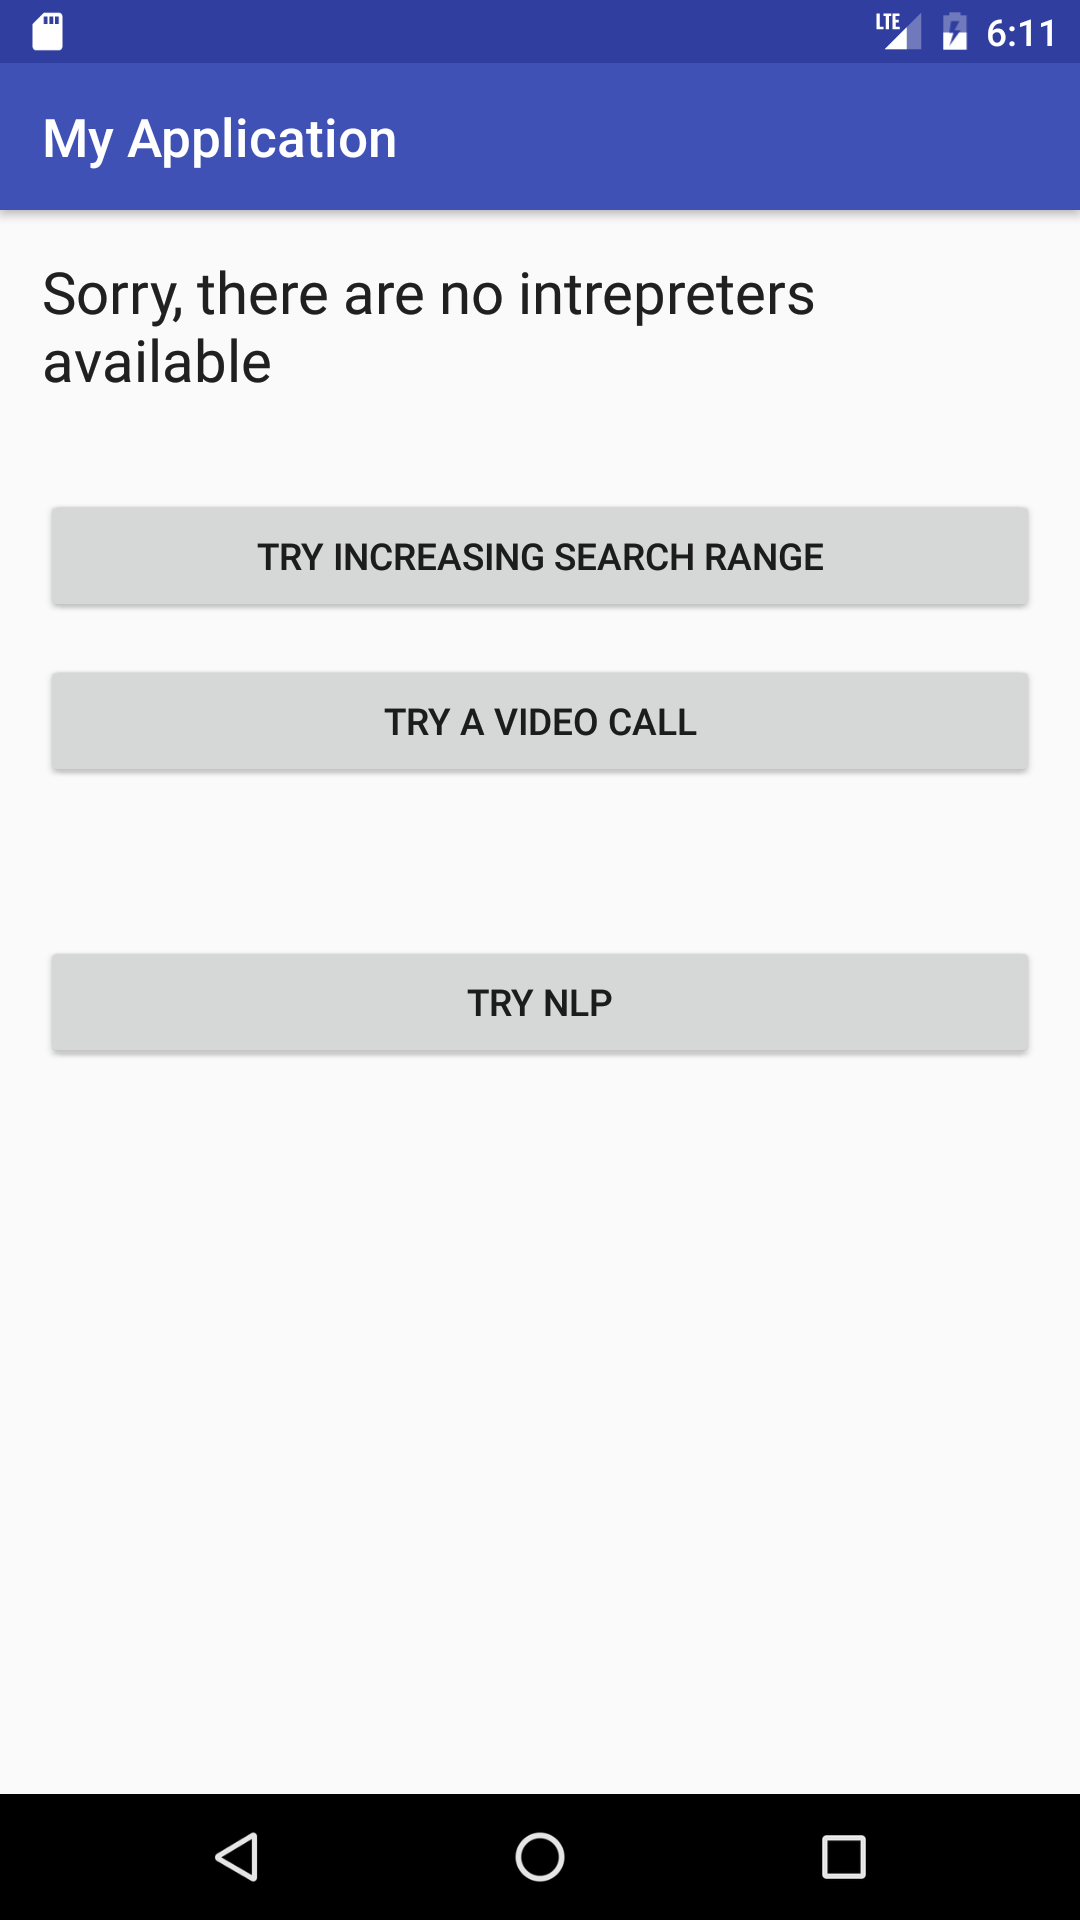 LTE 6:11
My Application
Sorry, there are no intrepreters
available
TRY INCREASING SEARCH RANGE
TRY A VIDEO CALL
TRY NLP